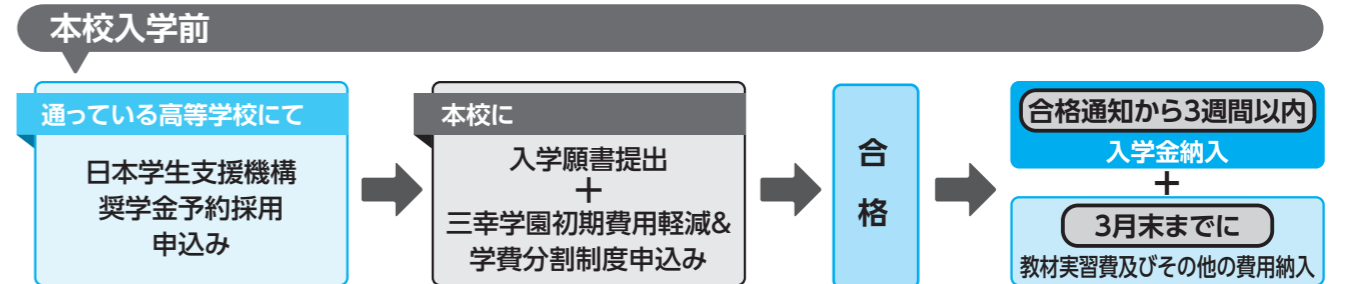 本校入学前
通っている高等学校にて
日本学生支援機構
奨学金予約採用
申込み
本校に
入学願書提出
+
三幸学園初期費用軽減&
学費分割制度申込み
合
格
合格通知から3週間以内
入学金納入
+
3月末までに
教材実習費及びその他の費用納入